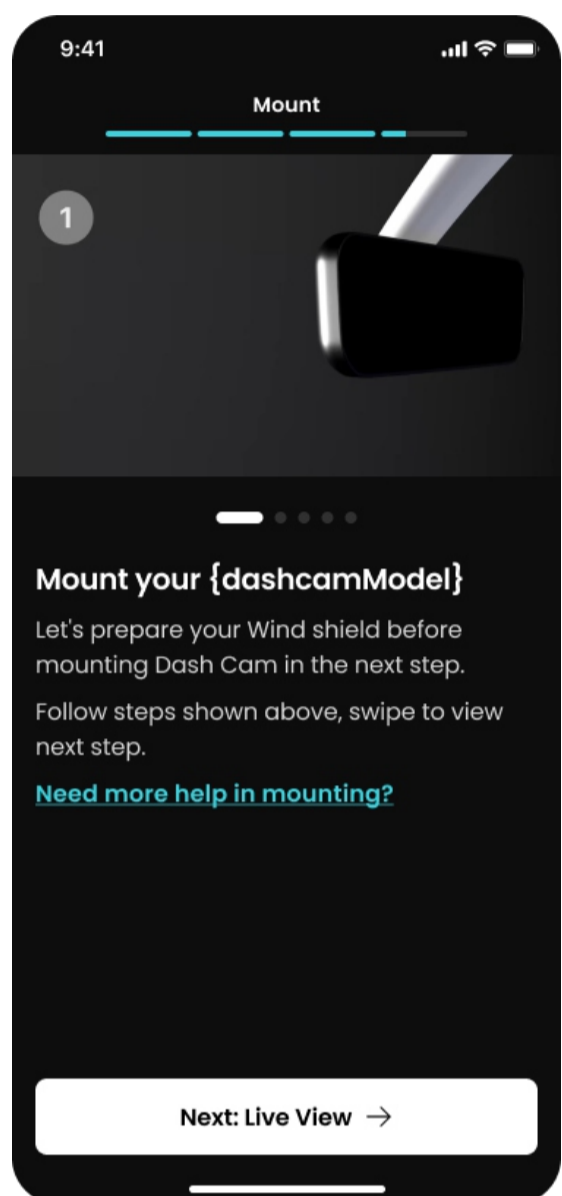 9:41
Mount
1
Mount your {dashcamModel}
Let's prepare your Wind shield before
mounting Dash Cam in the next step.
Follow steps shown above, swipe to view
next step.
Need more help in mounting?
Next: Live View →